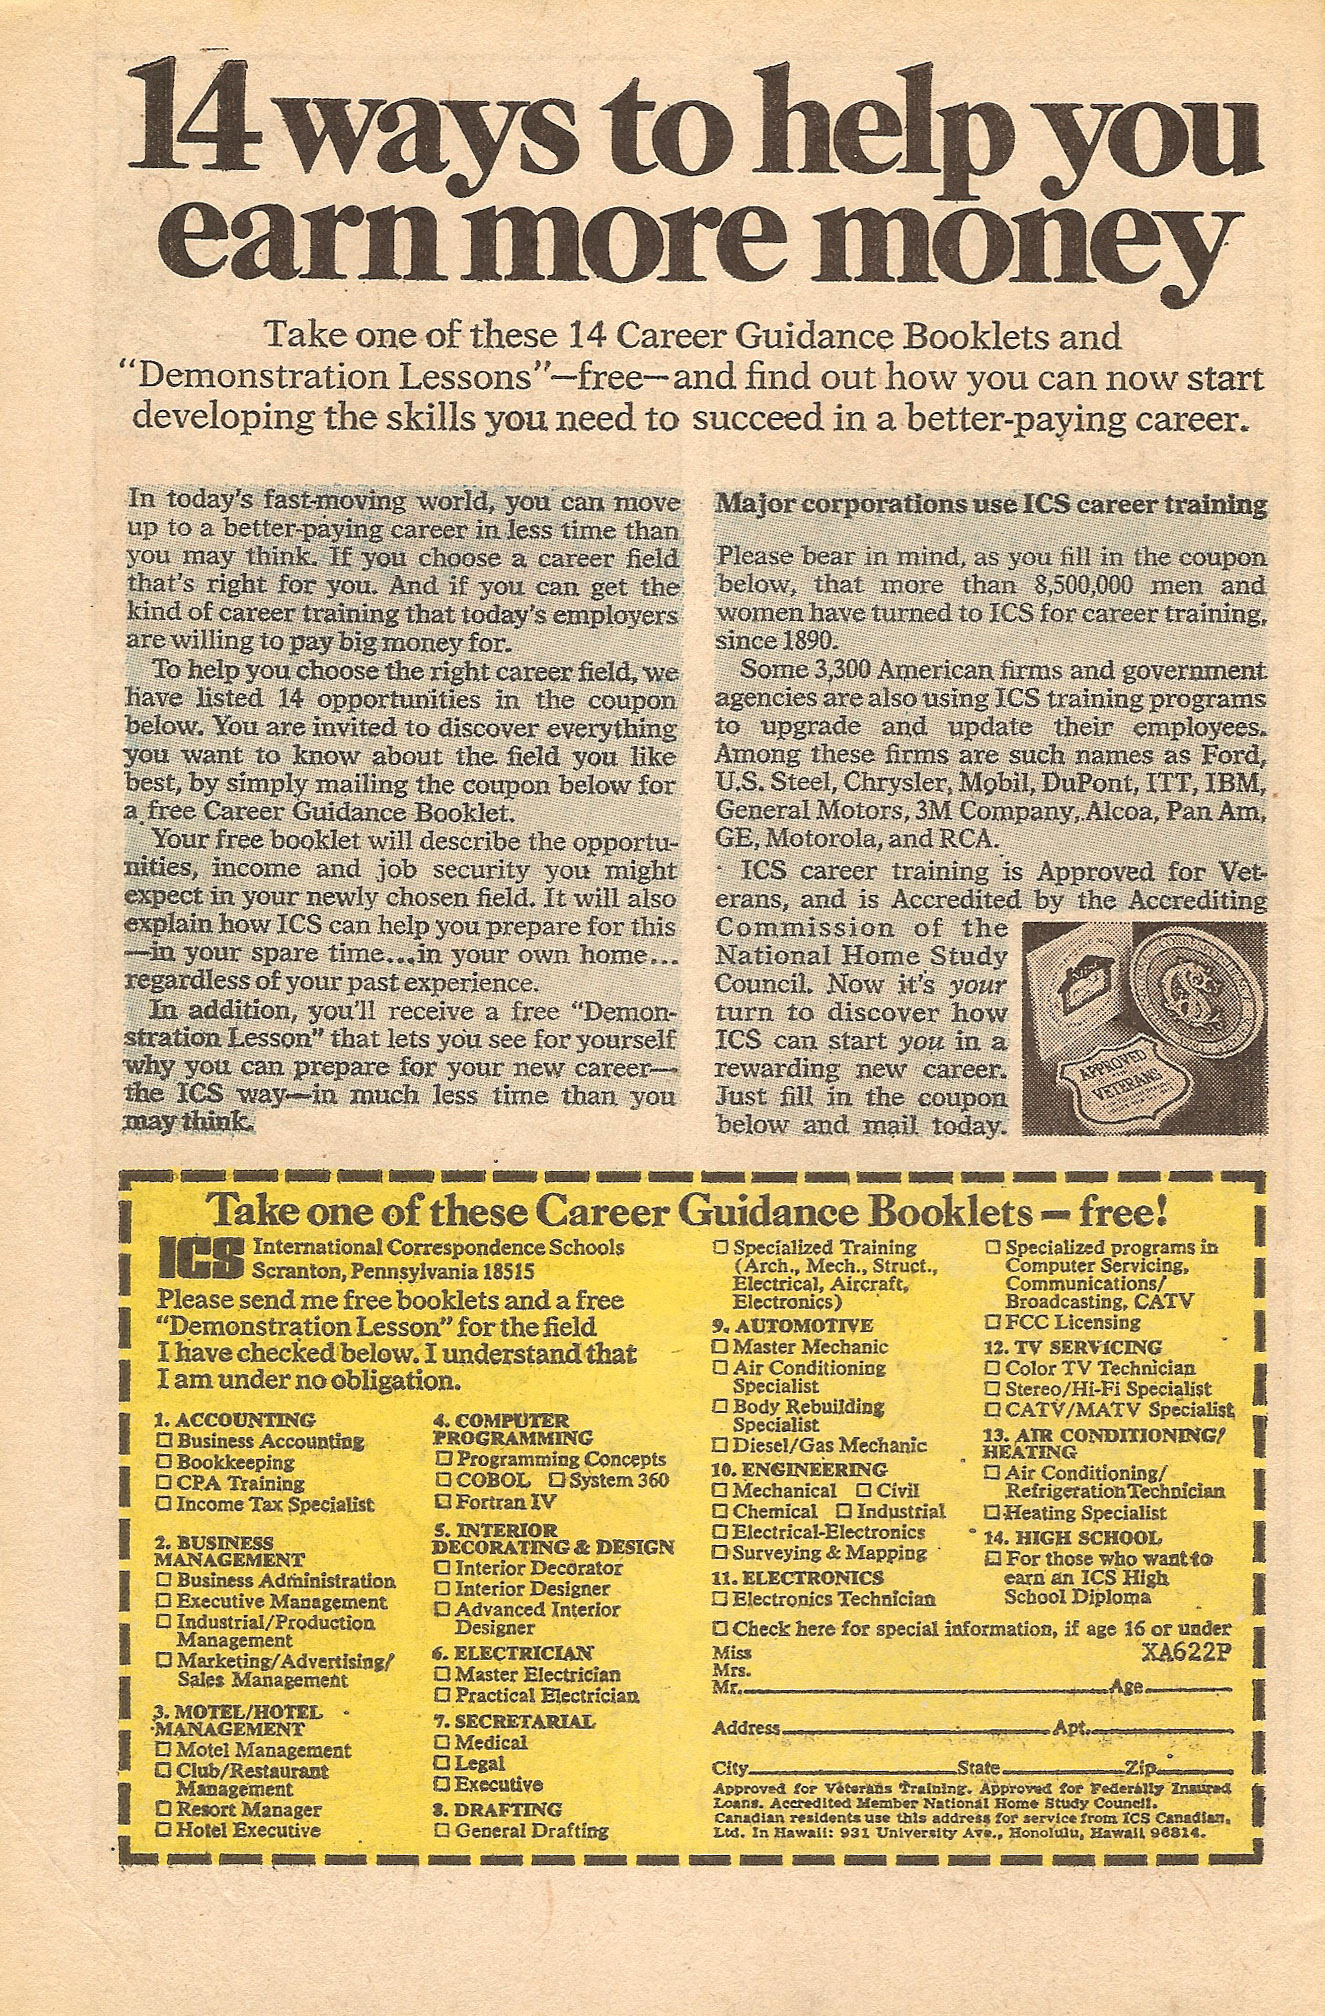 14 ways to help you
earn more money
Take one of these 14 Career Guidance Booklets and
“Demonstration Lessons”—free—and find out how you can now start
developing the skills you need to succeed in a better-paying career.
In today's fast-moving world, you can move
up to a better-paying career in less time than
you may think. If you choose a career field
that's right for you. And if you can get the
kind of career training that today's employers
are willing to pay big money for.
To help you choose the right career field, we
have listed 14 opportunities in the coupon
below. You are invited to discover everything
you want to know about the field you like
best, by simply mailing the coupon below for
a free Career Guidance Booklet.
Your free booklet will describe the opportu-
nities, income and job security you might
expect in your newly chosen field. It will also
explain how ICS can help you prepare for this
—in your spare time...in your own home...
regardless of your past experience.
In addition, you'll receive a free “Demon-
stration Lesson” that lets you see for yourself
why you can prepare for your new career—
the ICS way—in much less time than you
may think.
Major corporations use ICS career training
Please bear in mind, as you fill in the coupon
below, that more than 8,500,000 men and
women have turned to ICS for career training,
since 1890.
Some 3,300 American firms and government
agencies are also using ICS training programs
to upgrade and update their employees.
Among these firms are such names as Ford,
U.S. Steel, Chrysler, Mobil, DuPont, ITT, IBM,
General Motors, 3M Company, Alcoa, Pan Am,
GE, Motorola, and RCA.
ICS career training is Approved for Vet-
erans, and is Accredited by the Accrediting
Commission of the
National Home Study
Council. Now it's your
turn to discover how
ICS can start you in a
rewarding new career.
Just fill in the coupon
below and mail today.
APPROVED
VETERANS
Take one of these Career Guidance Booklets — free!
ICS International Correspondence Schools
Scranton, Pennsylvania 18515
Please send me free booklets and a free
“Demonstration Lesson” for the field
I have checked below. I understand that
I am under no obligation.
1. ACCOUNTING
☐ Business Accounting
☐ Bookkeeping
☐ CPA Training
☐ Income Tax Specialist
2. BUSINESS
MANAGEMENT
☐ Business Administration
☐ Executive Management
☐ Industrial/Production
Management
☐ Marketing/Advertising/
Sales Management
3. MOTEL/HOTEL
MANAGEMENT
☐ Motel Management
☐ Club/Restaurant
Management
☐ Resort Manager
☐ Hotel Executive
4. COMPUTER
PROGRAMMING
☐ Programming Concepts
☐ COBOL ☐ System 360
☐ Fortran IV
5. INTERIOR
DECORATING & DESIGN
☐ Interior Decorator
☐ Interior Designer
☐ Advanced Interior
Designer
6. ELECTRICIAN
☐ Master Electrician
☐ Practical Electrician
7. SECRETARIAL
☐ Medical
☐ Legal
☐ Executive
8. DRAFTING
☐ General Drafting
☐ Specialized Training
(Arch., Mech., Struct.,
Electrical, Aircraft,
Electronics)
9. AUTOMOTIVE
☐ Master Mechanic
☐ Air Conditioning
Specialist
☐ Body Rebuilding
Specialist
☐ Diesel/Gas Mechanic
10. ENGINEERING
☐ Mechanical ☐ Civil
☐ Chemical ☐ Industrial
☐ Electrical-Electronics
☐ Surveying & Mapping
11. ELECTRONICS
☐ Electronics Technician
☐ Specialized programs in
Computer Servicing,
Communications/
Broadcasting, CATV
☐ FCC Licensing
12. TV SERVICING
☐ Color TV Technician
☐ Stereo/Hi-Fi Specialist
☐ CATV/MATV Specialist
13. AIR CONDITIONING/
HEATING
☐ Air Conditioning/
Refrigeration Technician
☐ Heating Specialist
14. HIGH SCHOOL
☐ For those who want to
earn an ICS High
School Diploma
☐ Check here for special information, if age 16 or under
Miss XA622P
Mrs.
Mr. Age
Address Apt.
City State Zip
Approved for Veterans Training. Approved for Federally Insured
Loans. Accredited Member National Home Study Council.
Canadian residents use this address for service from ICS Canadian,
Ltd. In Hawaii: 931 University Ave., Honolulu, Hawaii 96814.